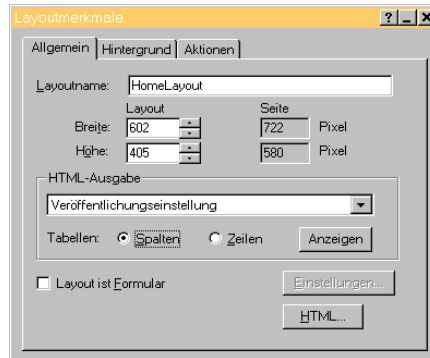 Layoutmerkmale
Allgemein Hintergrund Aktionen
Layoutname: HomeLayout
Layout Seite
Breite: 602 722 Pixel
Höhe: 405 580 Pixel
HTML-Ausgabe
Veröffentlichungseinstellung
Tabellen: Spalten Zeilen Anzeigen
Layout ist Formular Einstellungen...
HTML...